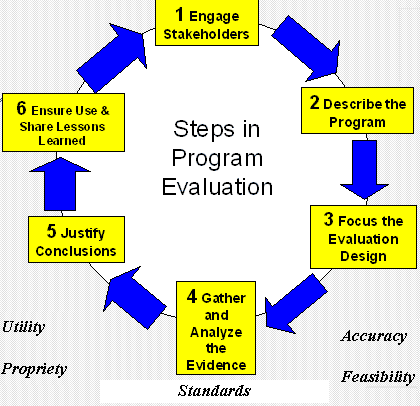 1 Engage
Stakeholders
2 Describe the
Program
3 Focus the
Evaluation
Design
4 Gather
and
Analyze
the
Evidence
5 Justify
Conclusions
6 Ensure Use &
Share Lessons
Learned
Steps in
Program
Evaluation
Utility
Propriety
Standards
Accuracy
Feasibility